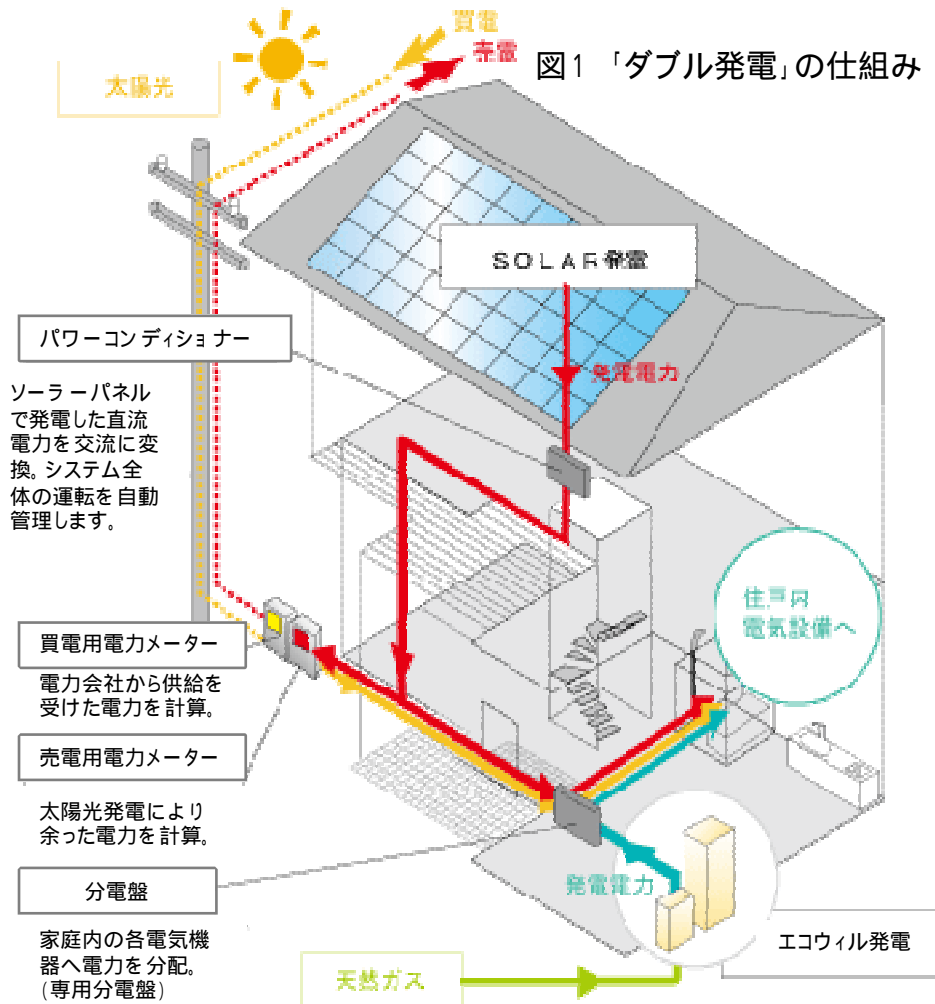 買電
売電
図1 「ダブル発電」の仕組み
太陽光
SOLAR発電
発電電力
パワーコンディショナー
ソーラーパネル
で発電した直流
電力を交流に変
換。システム全
体の運転を自動
管理します。
住戸内
電気設備へ
買電用電力メーター
電力会社から供給を
受けた電力を計算。
売電用電力メーター
太陽光発電により
余った電力を計算。
発電電力
分電盤
家庭内の各電気機
器へ電力を分配。
(専用分電盤)
エコウィル発電
天然ガス